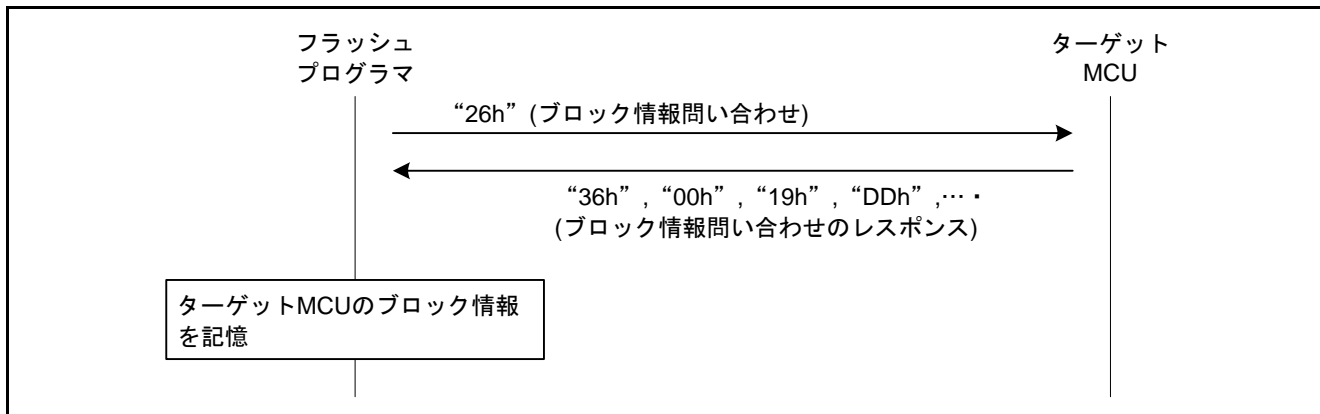 フラッシュ
プログラマ
ターゲット
MCU
“26h” (ブロック情報問い合わせ)
“36h” , “00h” , “19h” , “DDh” ,…・
(ブロック情報問い合わせのレスポンス)
ターゲットMCUのブロック情報
を記憶